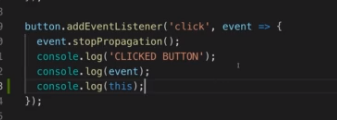 button.addEventListener('click', event => {
event.stopPropagation();
console.log('CLICKED BUTTON');
console.log(event);
console.log(this);
});